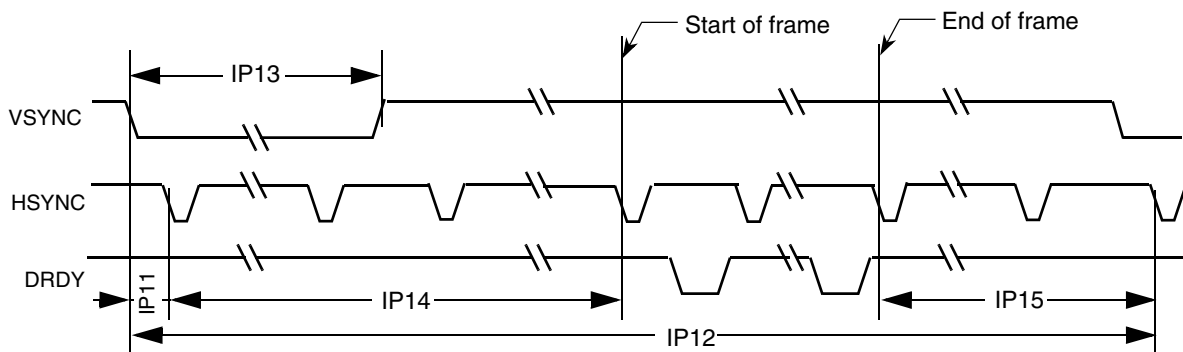 Start of frame
End of frame
IP13
VSYNC
HSYNC
DRDY
IP11
IP14
IP15
IP12